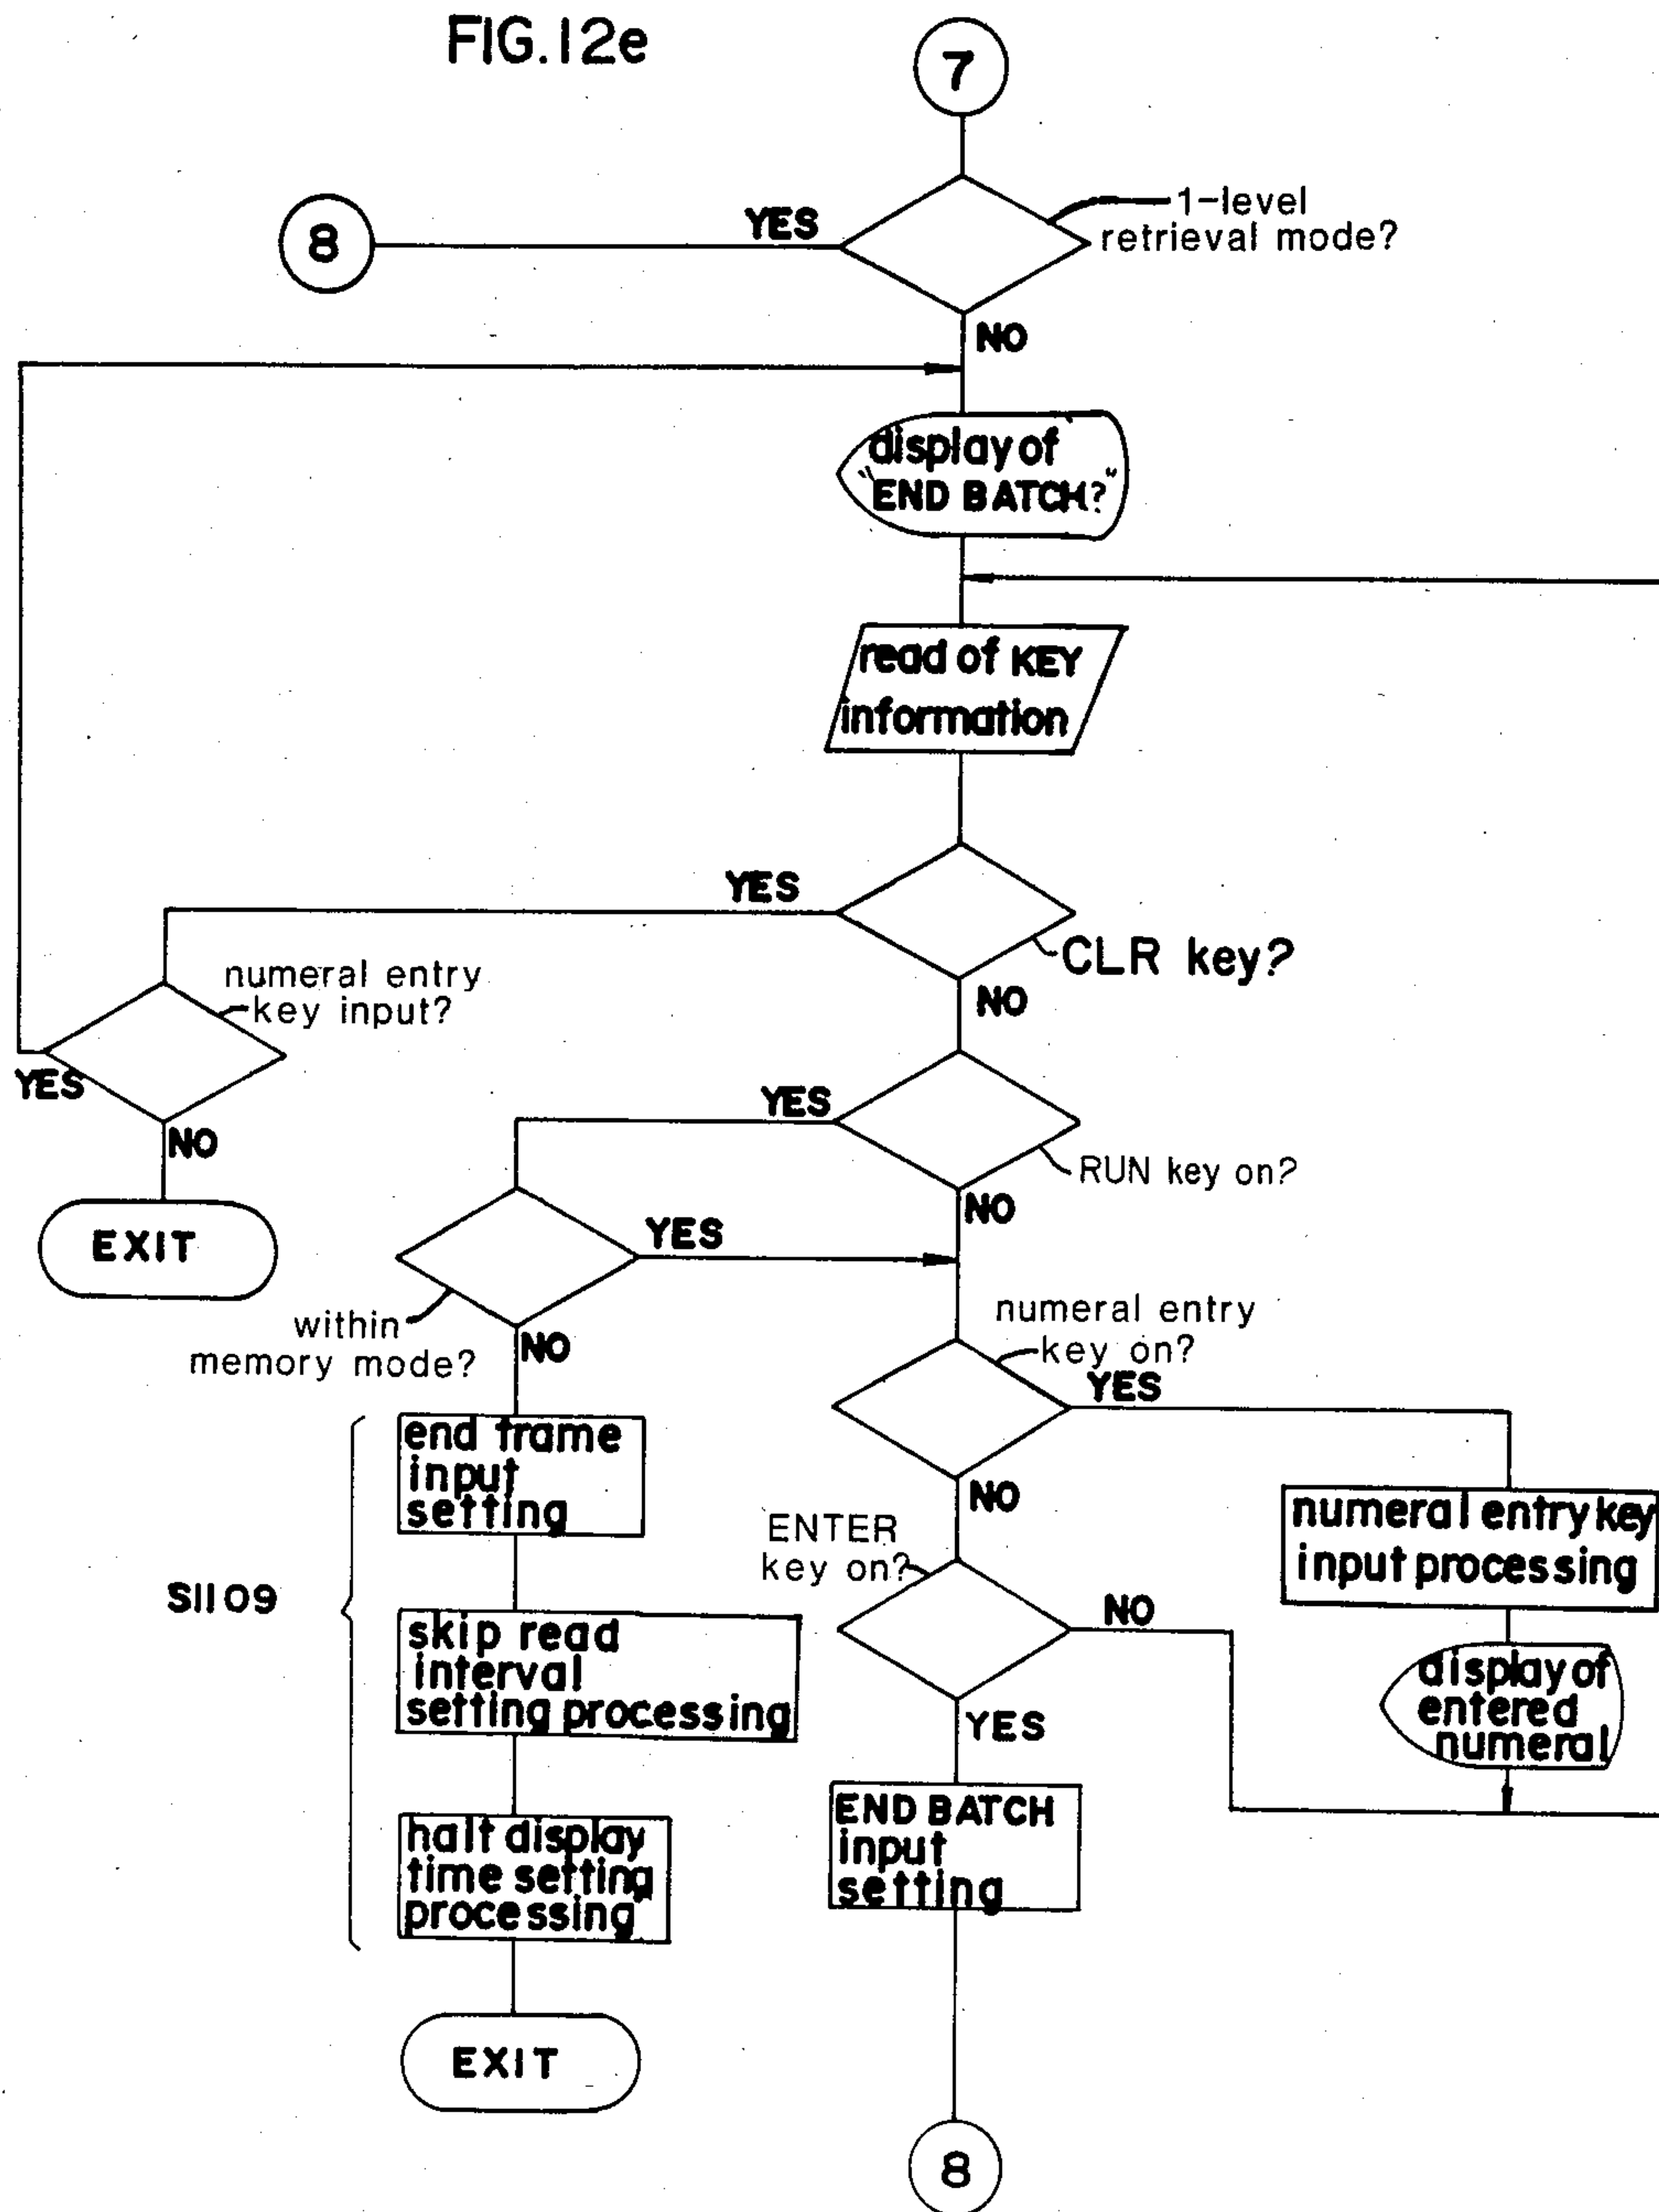 FIG.12e
7
8
YES
1-level
retrieval mode?
NO
display of
"END BATCH?"
read of KEY
information
YES
CLR key?
numeral entry
key input?
NO
YES
YES
NO
RUN key on?
NO
EXIT
YES
within
memory mode?
NO
numeral entry
key on?
YES
end frame
input
setting
NO
numeral entry key
input processing
ENTER
key on?
NO
S1109
skip read
interval
setting processing
display of
entered
numeral
YES
END BATCH
input
setting
halt display
time setting
processing
EXIT
8